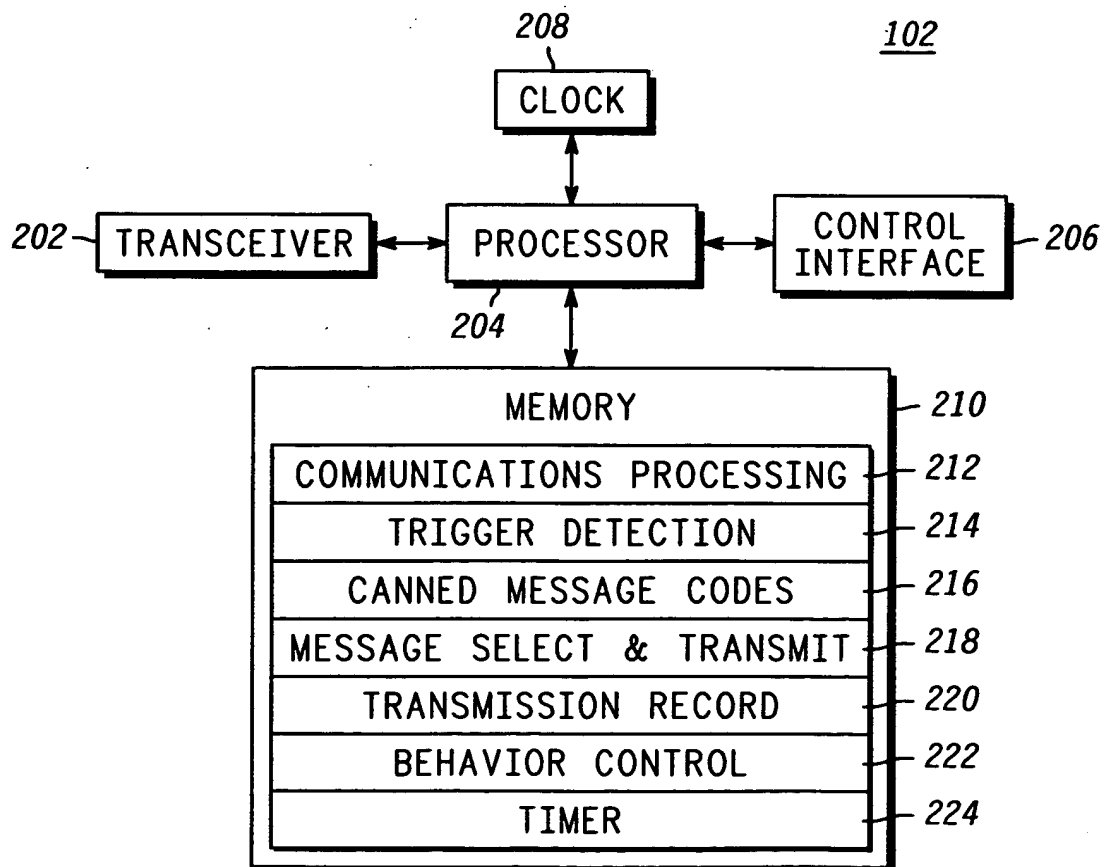 208
102
CLOCK
202
TRANSCEIVER
PROCESSOR
CONTROL
INTERFACE
206
204
MEMORY
210
COMMUNICATIONS PROCESSING
212
TRIGGER DETECTION
214
CANNED MESSAGE CODES
216
MESSAGE SELECT & TRANSMIT
218
TRANSMISSION RECORD
220
BEHAVIOR CONTROL
222
TIMER
224